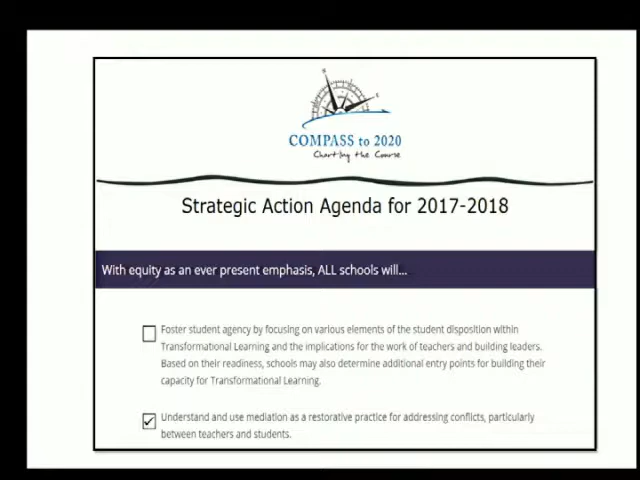 COMPASS to 2020
Charting the Course
Strategic Action Agenda for 2017-2018
With equity as an ever present emphasis, ALL schools will...
Foster student agency by focusing on various elements of the student disposition within
Transformational Learning and the implications for the work of teachers and building leaders.
Based on their readiness, schools may also determine additional entry points for building their
capacity for Transformational Learning.
Understand and use mediation as a restorative practice for addressing conflicts, particularly
between teachers and students.